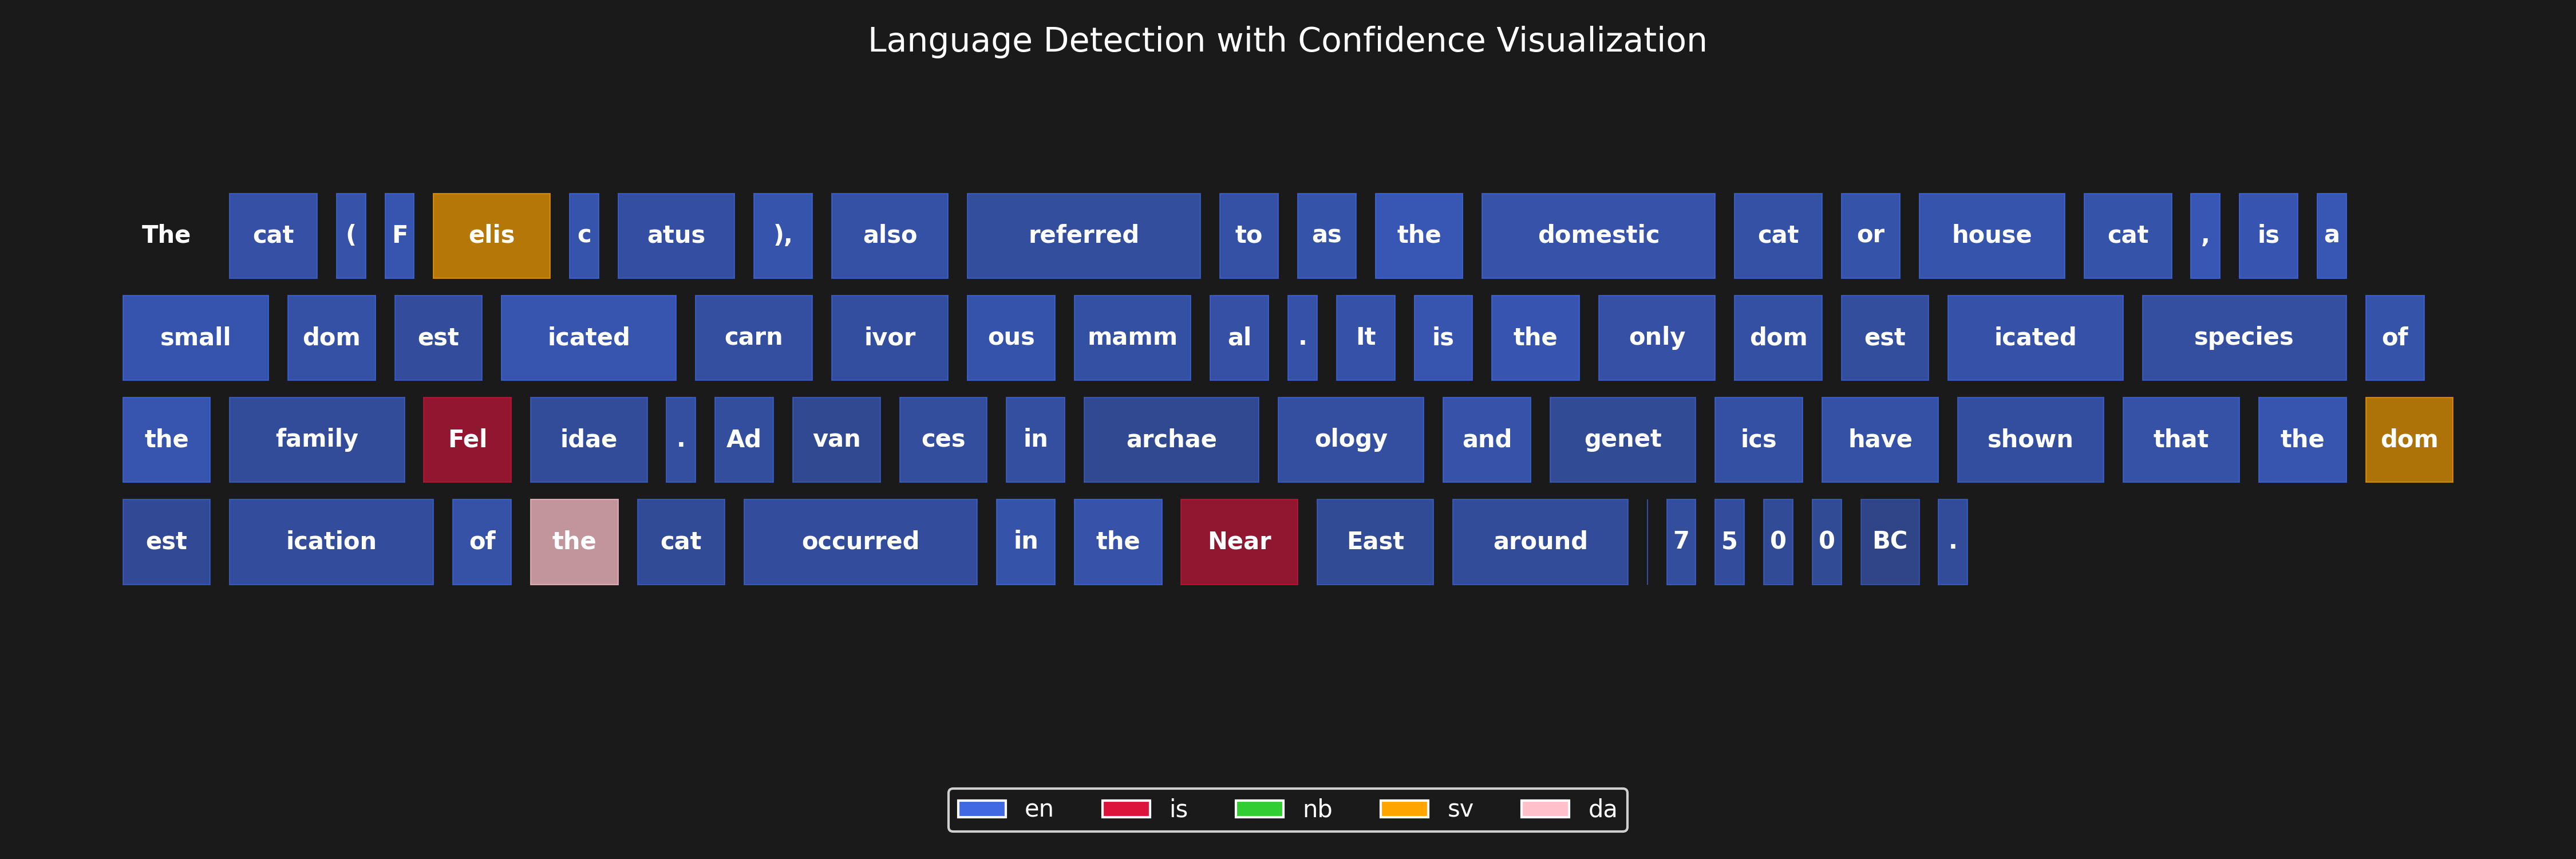 Language Detection with Confidence Visualization
The cat ( F elis c atus ), also referred to as the domestic cat or house cat , is a
small dom est icated carn ivor ous mamm al . It is the only dom est icated species of
the family Fel idae . Ad van ces in archae ology and genet ics have shown that the dom
est ication of the cat occurred in the Near East around 7 5 0 0 BC .
en is nb sv da